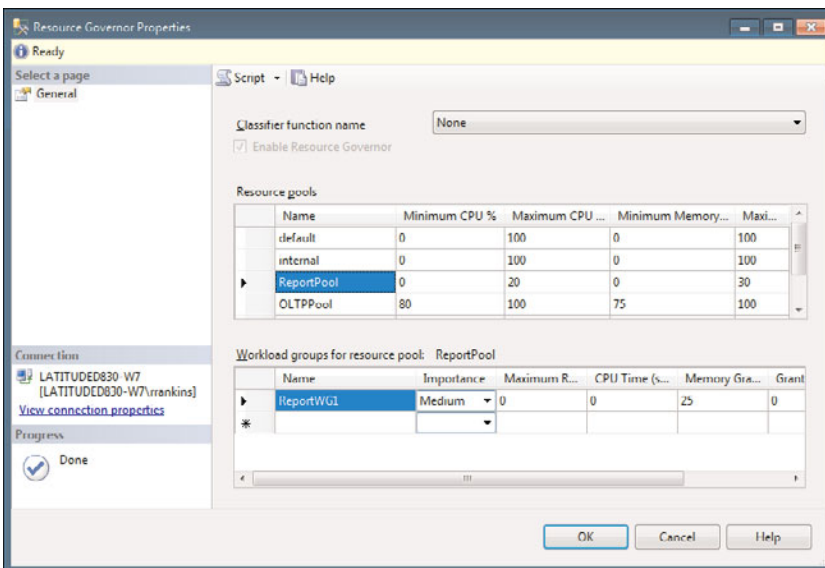 Resource Governor Properties
Ready
Select a page
General
Script
Help
Classifier function name
None
Enable Resource Governor
Resource pools
Name Minimum CPU % Maximum CPU ... Minimum Memory... Maxi...
default 0 100 0 100
internal 0 100 0 100
ReportPool 0 20 0 30
OLTPPool 80 100 75 100
Workload groups for resource pool: ReportPool
Name Importance Maximum R... CPU Time (s... Memory Gra... Grant
ReportWG1 Medium 0 0 25 0
Connection
LATITUDED830-W7
[LATITUDED830-W7\rrankins]
View connection properties
Progress
Done
OK Cancel Help